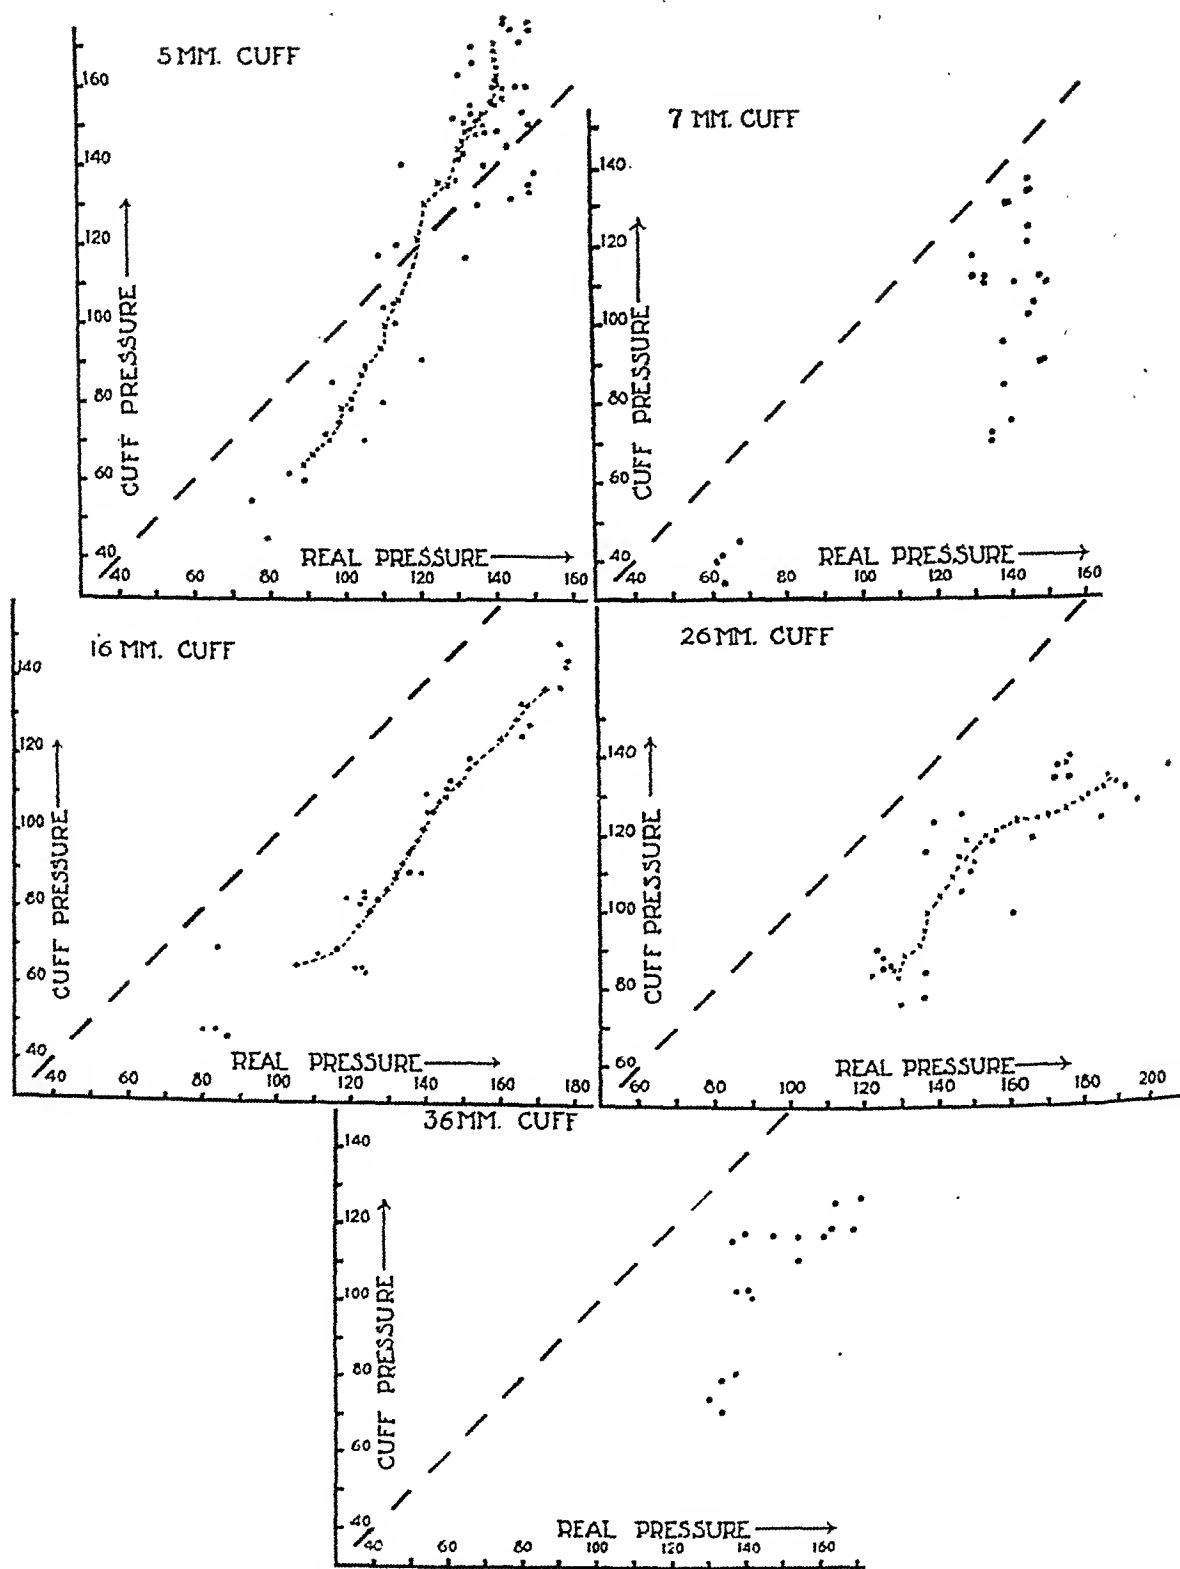 5 MM. CUFF
160
140
120
100
80
60
40
CUFF PRESSURE
REAL PRESSURE
40 60 80 100 120 140 160
7 MM. CUFF
140
120
100
80
60
40
CUFF PRESSURE
REAL PRESSURE
40 60 80 100 120 140 160
16 MM. CUFF
140
120
100
80
60
40
CUFF PRESSURE
REAL PRESSURE
40 60 80 100 120 140 160 180
26 MM. CUFF
140
120
100
80
60
CUFF PRESSURE
REAL PRESSURE
60 80 100 120 140 160 180 200
36 MM. CUFF
140
120
100
80
60
40
CUFF PRESSURE
REAL PRESSURE
40 60 80 100 120 140 160